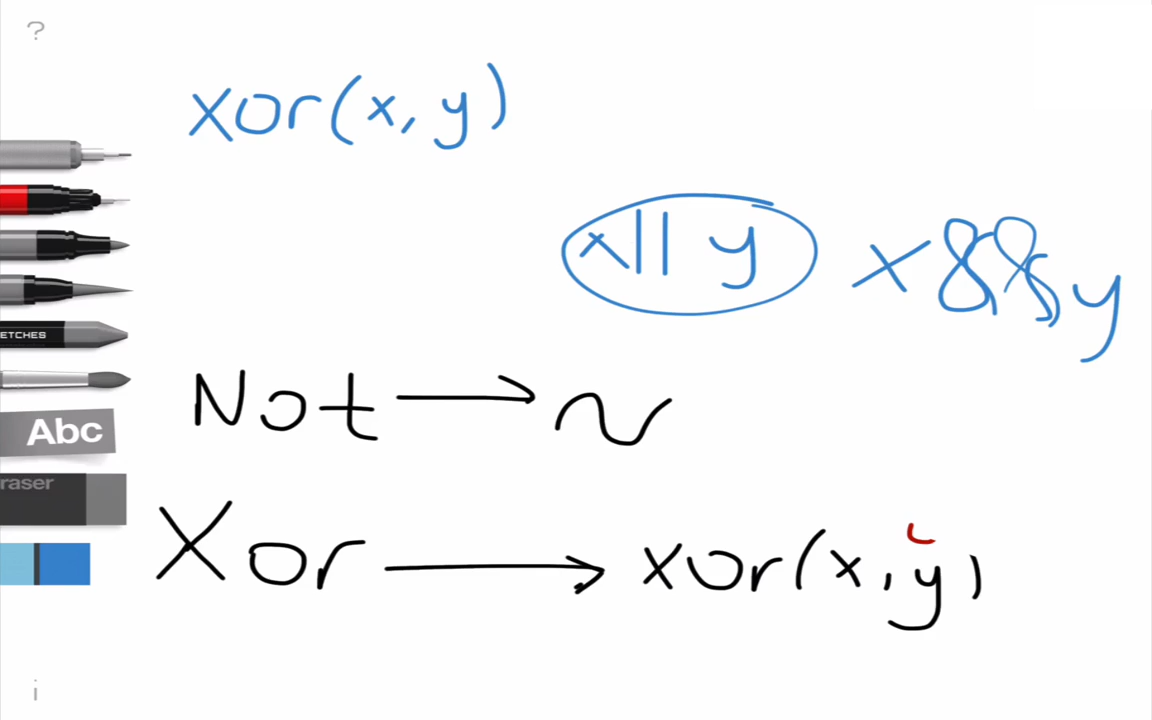 ?
xor(x, y)
x||y x&&y
ETCHES
Not → ~
Abc
raser
Xor → xor(x, y)
i